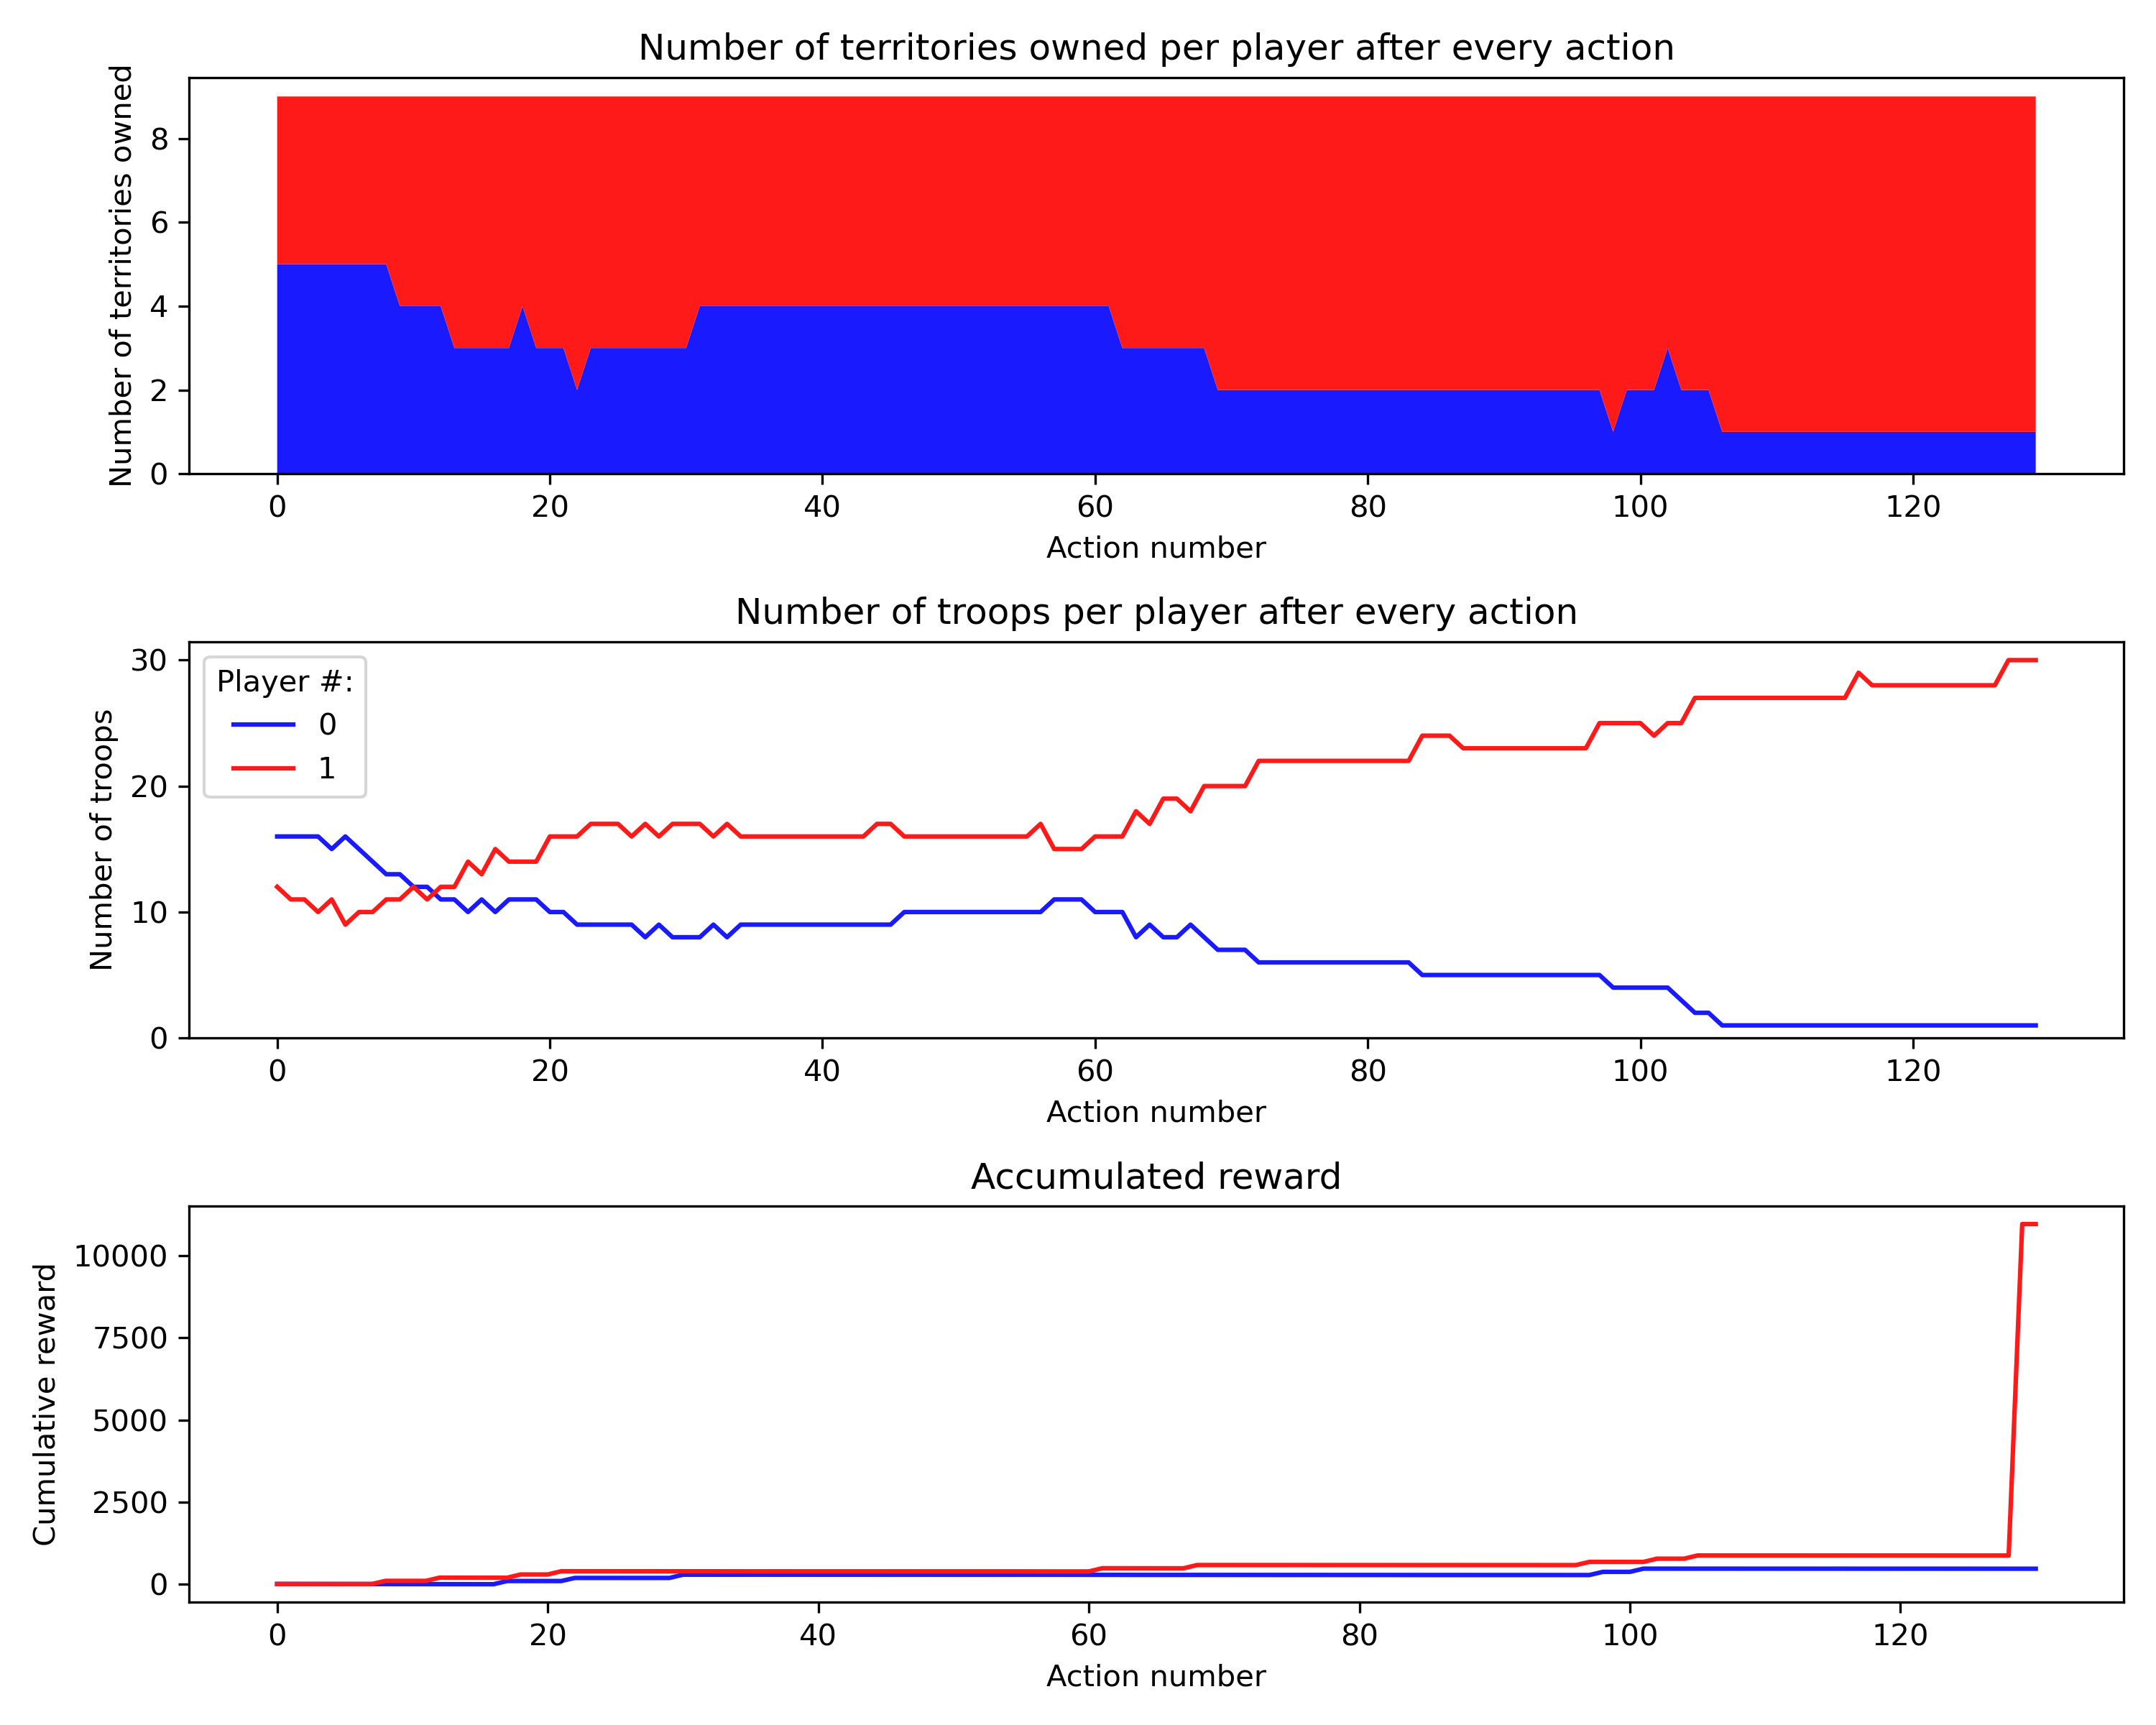 Number of territories owned per player after every action
Number of territories owned
8
6
4
2
0
0 20 40 60 80 100 120
Action number
Number of troops per player after every action
Number of troops
30
20
10
0
Player #:
0
1
0 20 40 60 80 100 120
Action number
Accumulated reward
Cumulative reward
10000
7500
5000
2500
0
0 20 40 60 80 100 120
Action number